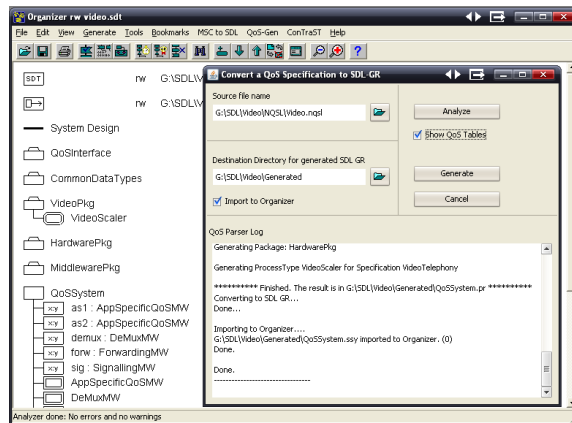 Organizer rw video.sdt
File Edit View Generate Tools Bookmarks MSC to SDL QoS-Gen ConTraST Help
SDT rw G:\SDL\V
rw G:\SDL\V
System Design
QoSInterface
CommonDataTypes
VideoPkg
VideoScaler
HardwarePkg
MiddlewarePkg
QoSSystem
x:y as1 : AppSpecificQoSMW
x:y as2 : AppSpecificQoSMW
x:y demux : DeMuxMW
x:y forw : ForwardingMW
x:y sig : SignallingMW
AppSpecificQoSMW
DeMuxMW
Analyzer done: No errors and no warnings
Convert a QoS Specification to SDL-GR
Source file name
G:\SDL\Video\NQSL\Video.nqsl
Analyze
Show QoS Tables
Destination Directory for generated SDL GR
G:\SDL\Video\Generated
Generate
Import to Organizer
Cancel
QoS Parser Log
Generating Package: HardwarePkg
Generating ProcessType VideoScaler for Specification VideoTelephony
********** Finished. The result is in G:\SDL\Video\Generated\QoSSystem.pr **********
Converting to SDL GR...
Done...
Importing to Organizer....
G:\SDL\Video\Generated\QoSSystem.ssy imported to Organizer. (0)
Done.
Done.
--------------------------------